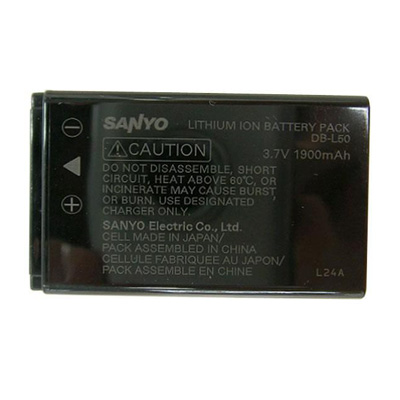 SANYO LITHIUM ION BATTERY PACK
DB-L50
3.7V 1900mAh
⚠CAUTION
DO NOT DISASSEMBLE, SHORT
CIRCUIT, HEAT ABOVE 60°C, OR
INCINERATE MAY CAUSE BURST
OR BURN. USE DESIGNATED
CHARGER ONLY.
SANYO Electric Co., Ltd.
CELL MADE IN JAPAN/
PACK ASSEMBLED IN CHINA
CELLULE FABRIQUEE AU JAPON/
PACK ASSEMBLE EN CHINE
L24A